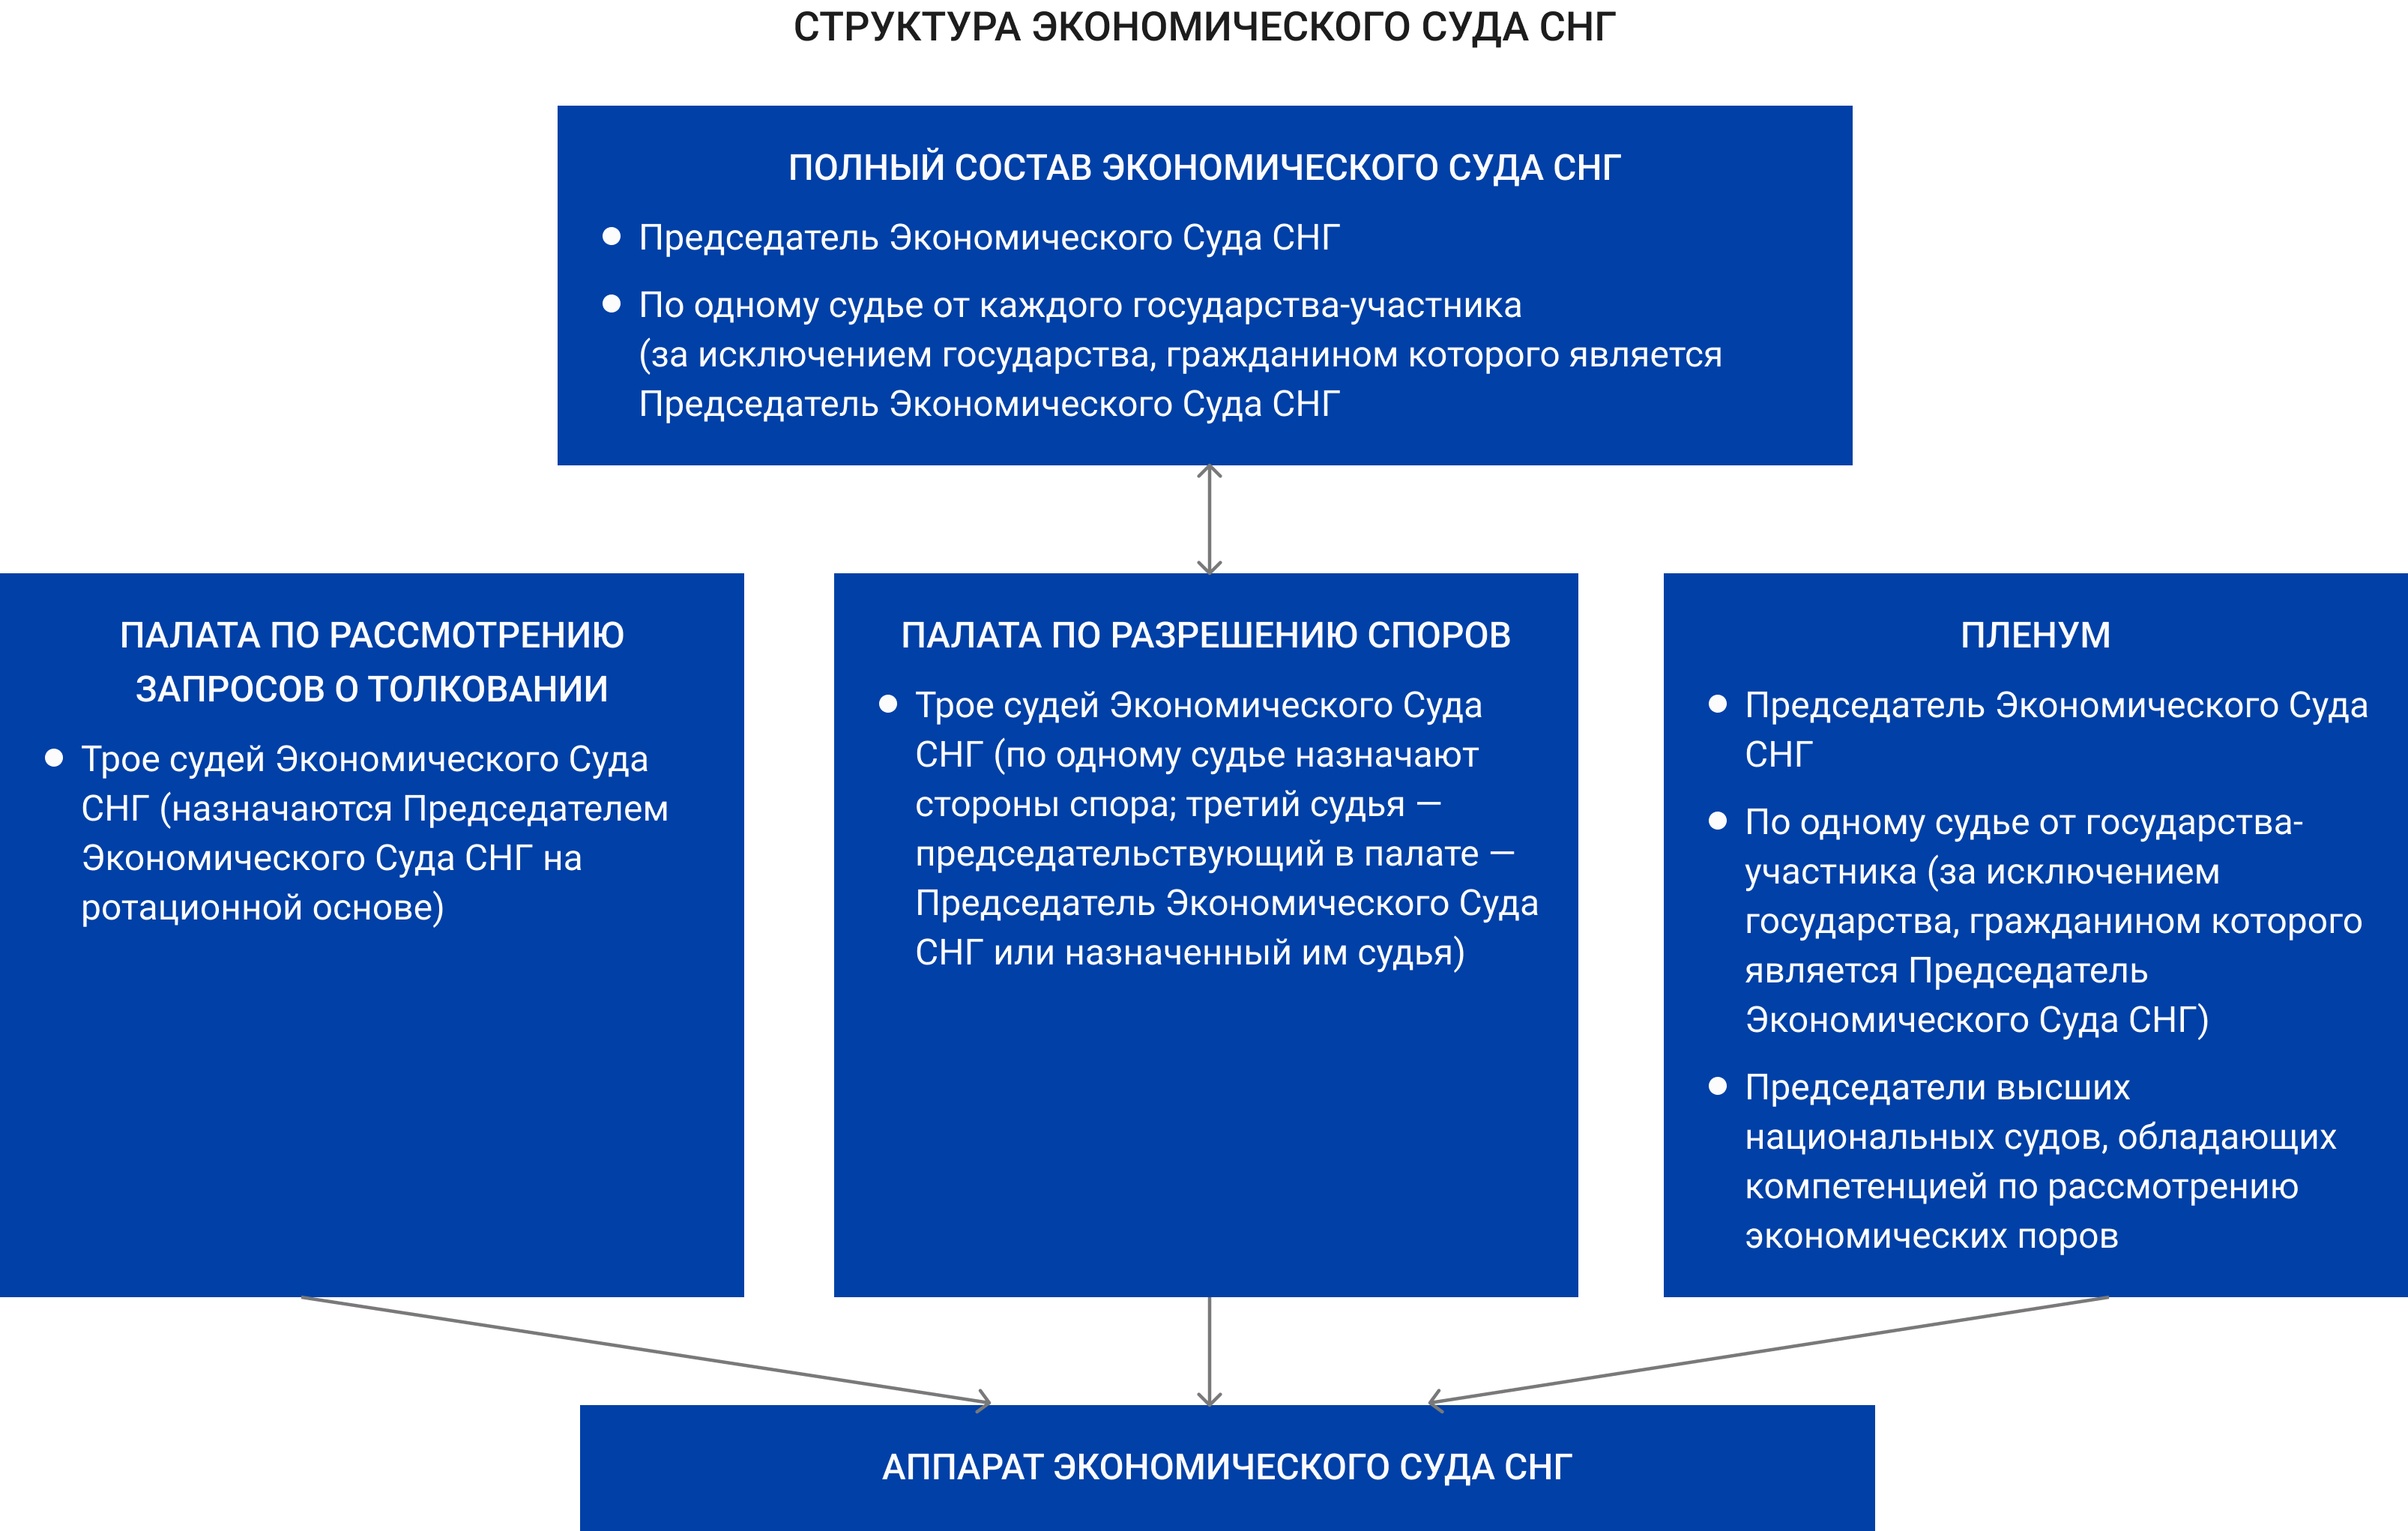 СТРУКТУРА ЭКОНОМИЧЕСКОГО СУДА СНГ
ПОЛНЫЙ СОСТАВ ЭКОНОМИЧЕСКОГО СУДА СНГ
Председатель Экономического Суда СНГ
По одному судье от каждого государства-участника
(за исключением государства, гражданином которого является
Председатель Экономического Суда СНГ
ПАЛАТА ПО РАССМОТРЕНИЮ
ЗАПРОСОВ О ТОЛКОВАНИИ
Трое судей Экономического Суда
СНГ (назначаются Председателем
Экономического Суда СНГ на
ротационной основе)
ПАЛАТА ПО РАЗРЕШЕНИЮ СПОРОВ
Трое судей Экономического Суда
СНГ (по одному судье назначают
стороны спора; третий судья —
председательствующий в палате —
Председатель Экономического Суда
СНГ или назначенный им судья)
ПЛЕНУМ
Председатель Экономического Суда
СНГ
По одному судье от государства-
участника (за исключением
государства, гражданином которого
является Председатель
Экономического Суда СНГ)
Председатели высших
национальных судов, обладающих
компетенцией по рассмотрению
экономических поров
АППАРАТ ЭКОНОМИЧЕСКОГО СУДА СНГ